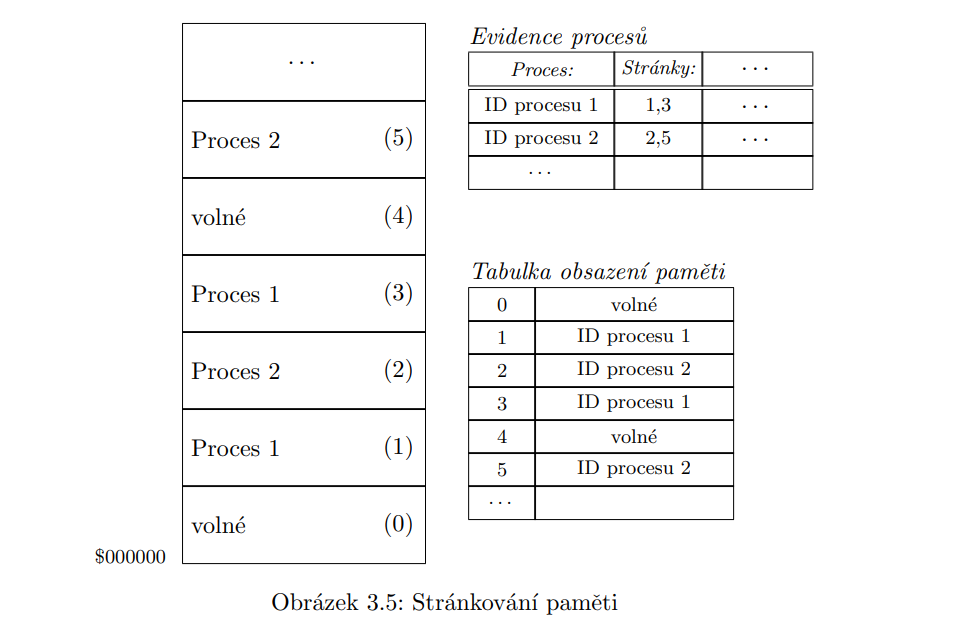 ...
Proces 2 (5)
volné (4)
Proces 1 (3)
Proces 2 (2)
Proces 1 (1)
volné (0)
$000000
Evidence procesů
Proces: Stránky: ...
ID procesu 1 1,3 ...
ID procesu 2 2,5 ...
...
Tabulka obsazení paměti
0 volné
1 ID procesu 1
2 ID procesu 2
3 ID procesu 1
4 volné
5 ID procesu 2
...
Obrázek 3.5: Stránkování paměti